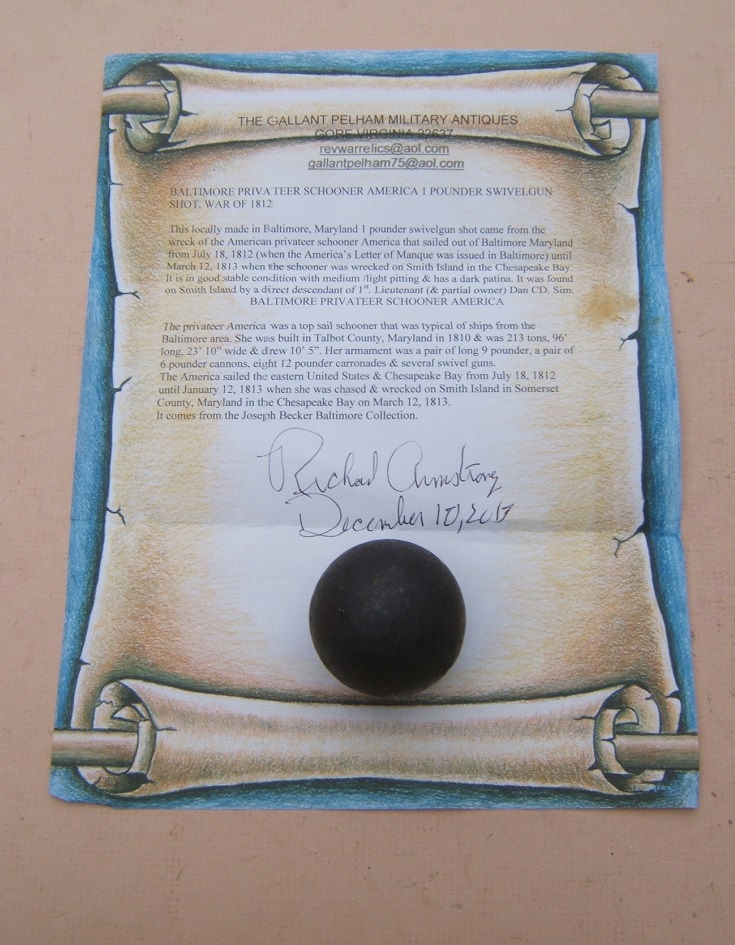 THE GALLANT PELHAM MILITARY ANTIQUES
GORE VIRGINIA 22637
revwarrelics@aol.com
gallantpelham75@aol.com
BALTIMORE PRIVATEER SCHOONER AMERICA 1 POUNDER SWIVELGUN
SHOT, WAR OF 1812
This locally made in Baltimore, Maryland 1 pounder swivelgun shot came from the
wreck of the American privateer schooner America that sailed out of Baltimore Maryland
from July 18, 1812 (when the America's Letter of Manque was issued in Baltimore) until
March 12, 1813 when the schooner was wrecked on Smith Island in the Chesapeake Bay.
It is in good stable condition with medium /light pitting & has a dark patina. It was found
on Smith Island by a direct descendant of 1st. Lieutenant (& partial owner) Dan CD. Sim.
BALTIMORE PRIVATEER SCHOONER AMERICA
The privateer America was a top sail schooner that was typical of ships from the
Baltimore area. She was built in Talbot County, Maryland in 1810 & was 213 tons, 96'
long, 23' 10" wide & drew 10' 5". Her armament was a pair of long 9 pounder, a pair of
6 pounder cannons, eight 12 pounder carronades & several swivel guns.
The America sailed the eastern United States & Chesapeake Bay from July 18, 1812
until January 12, 1813 when she was chased & wrecked on Smith Island in Somerset
County, Maryland in the Chesapeake Bay on March 12, 1813.
It comes from the Joseph Becker Baltimore Collection.
Richard Armstrong
December 10, 2017